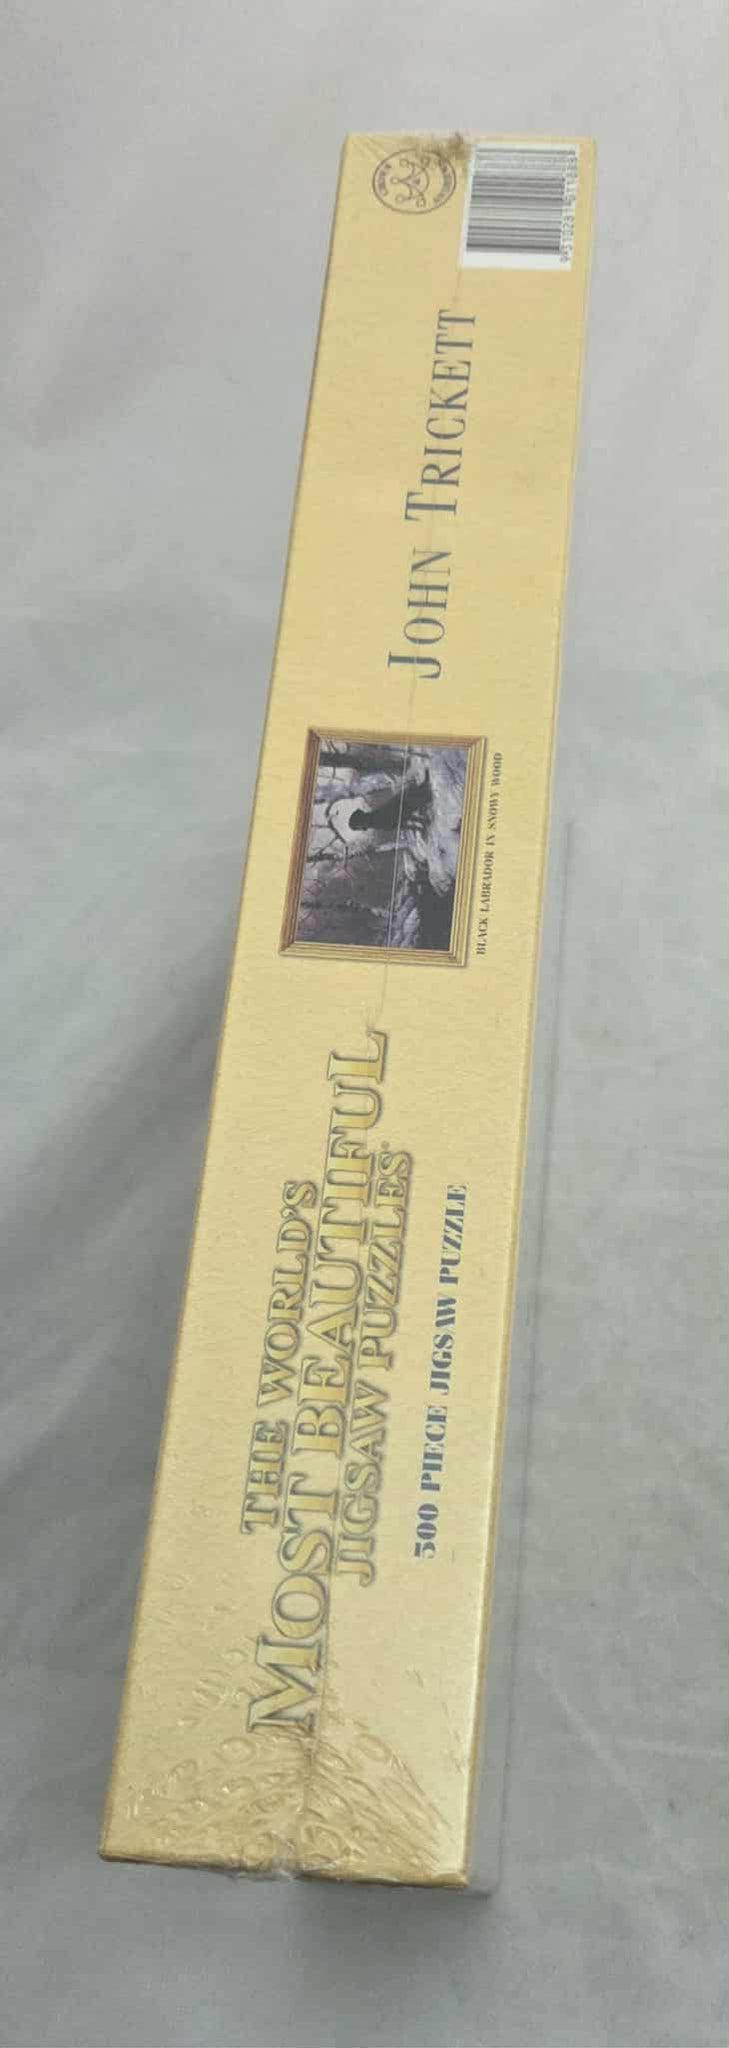 THE WORLD'S
MOST BEAUTIFUL
JIGSAW PUZZLES®
500 PIECE JIGSAW PUZZLE
BLACK LABRADOR IN SNOWY WOOD
JOHN TRICKETT